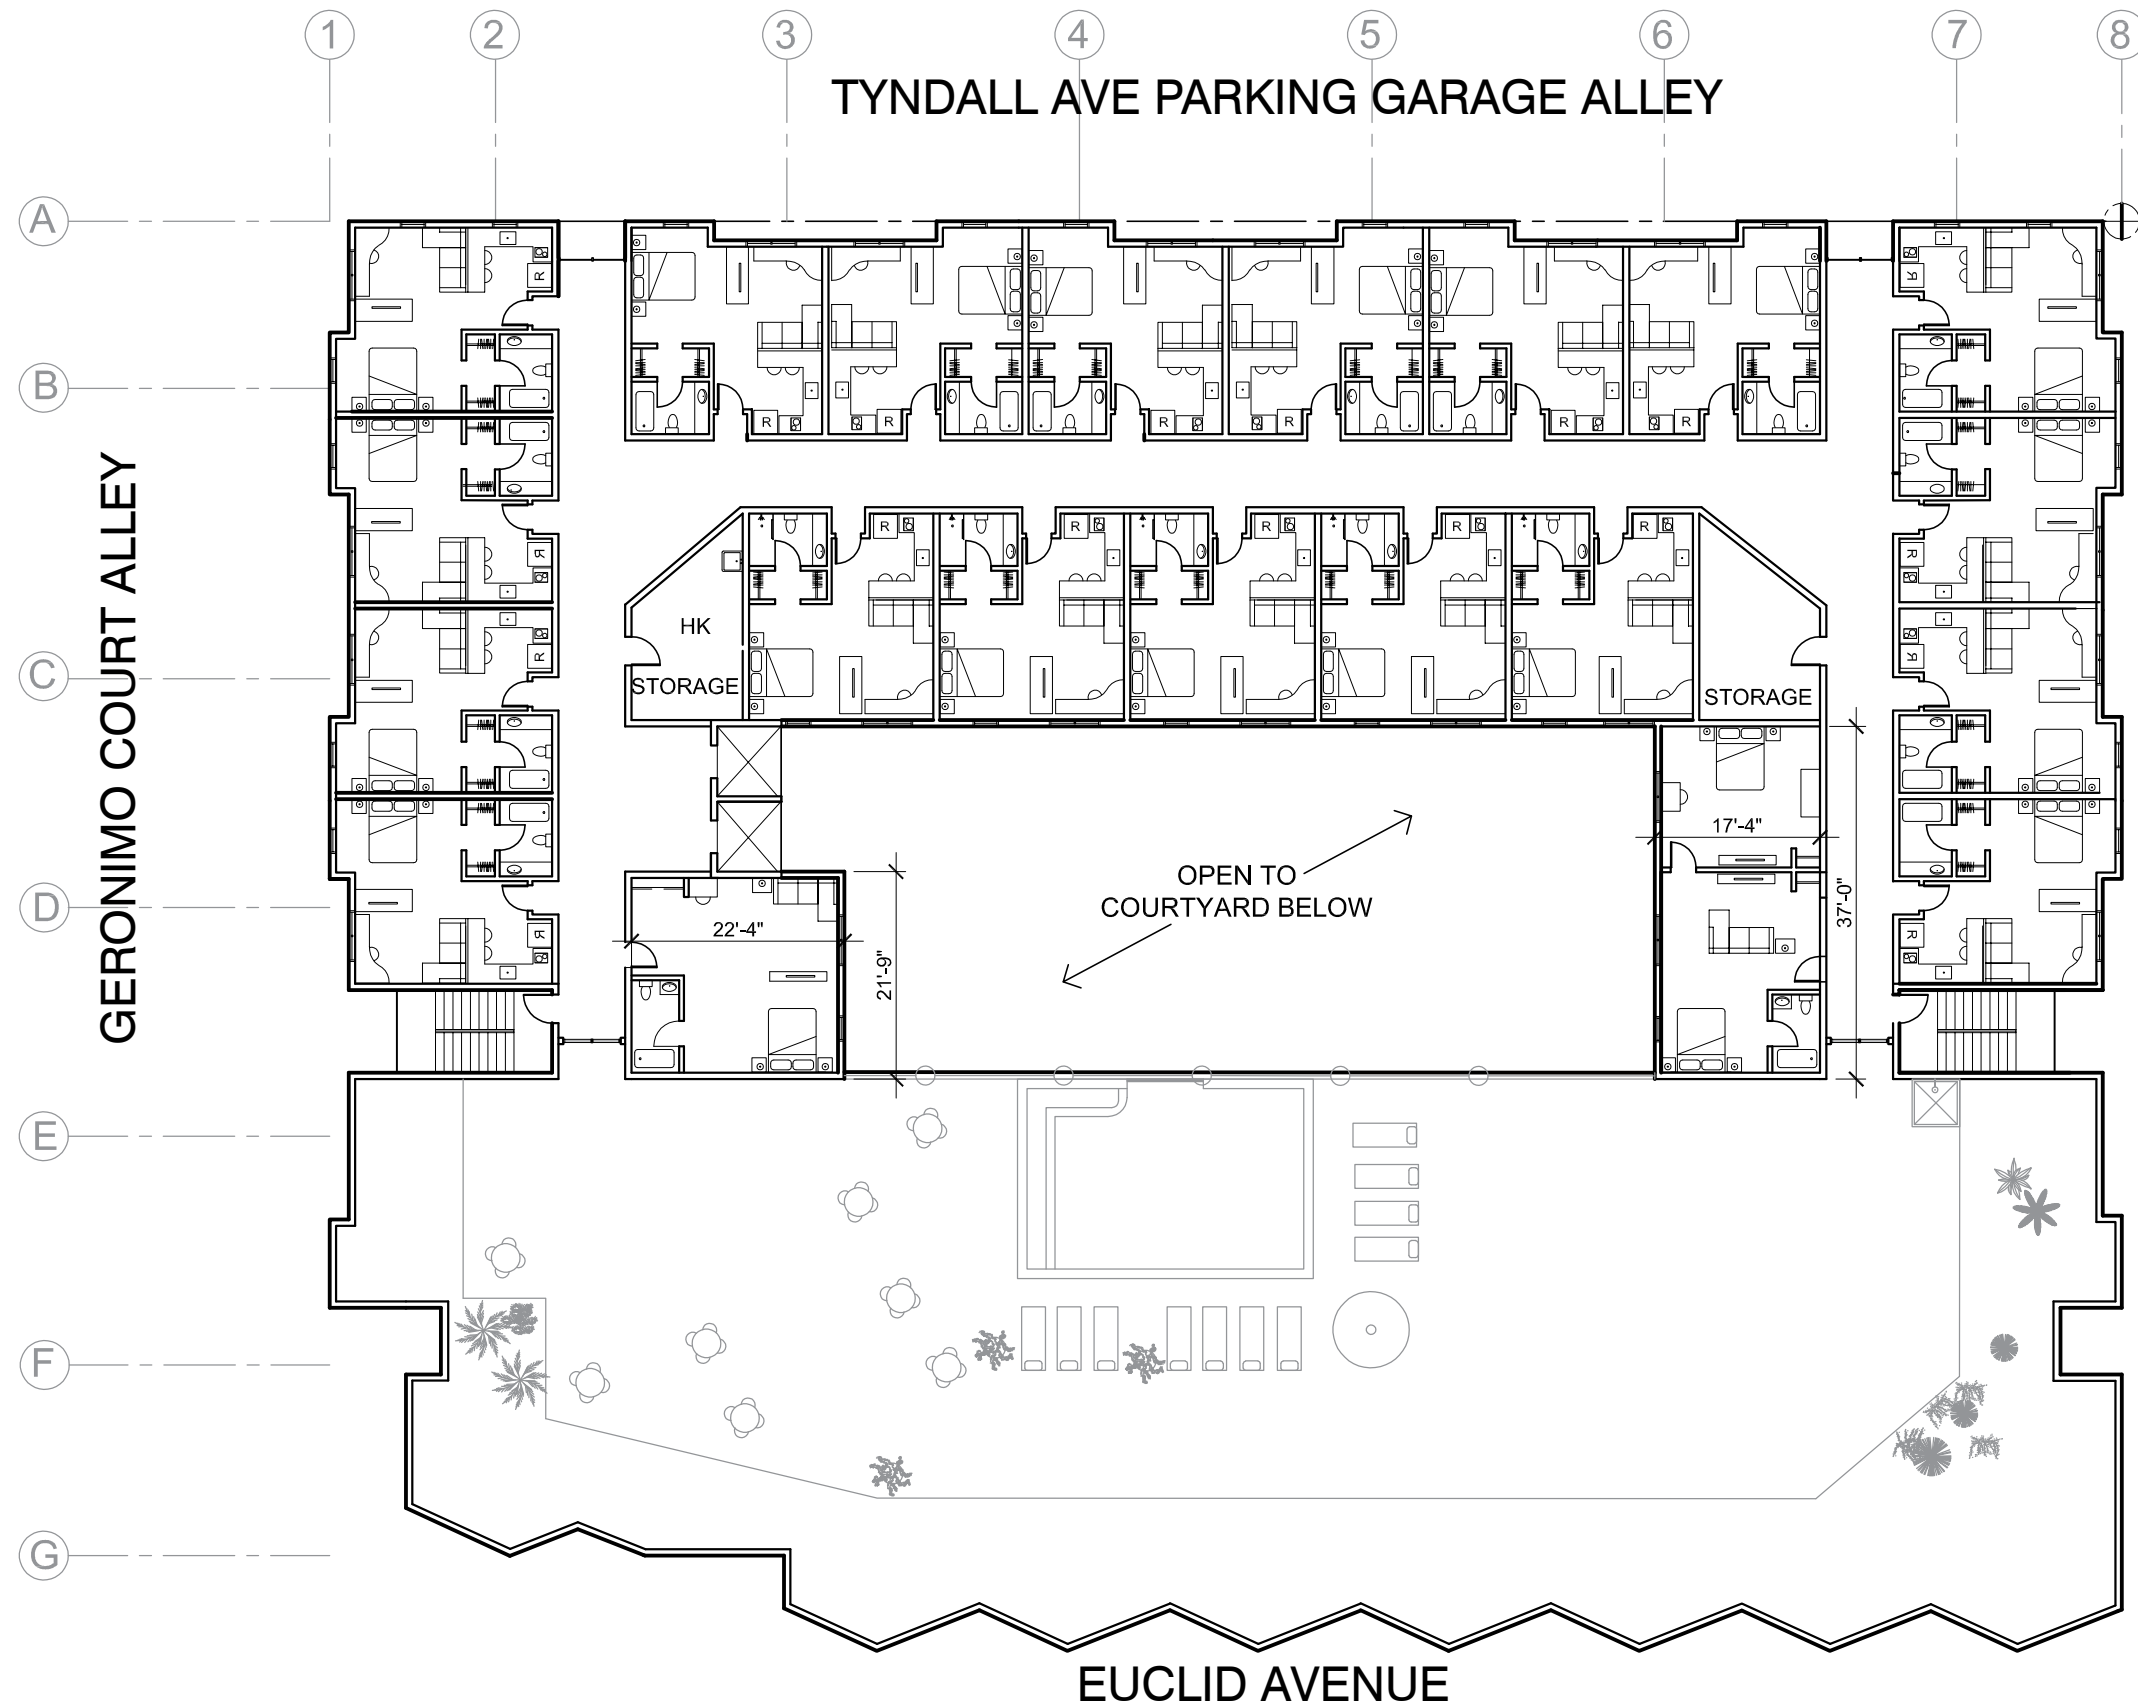 1 2 3 4 5 6 7 8
TYNDALL AVE PARKING GARAGE ALLEY
A
R R
B
R R R R R R
GERONIMO COURT ALLEY
R R R R R
R R
HK
STORAGE
R R
C
STORAGE
17'-4"
OPEN TO
COURTYARD BELOW
37'-0"
D
22'-4"
R R
21'-9"
E
F
G
EUCLID AVENUE